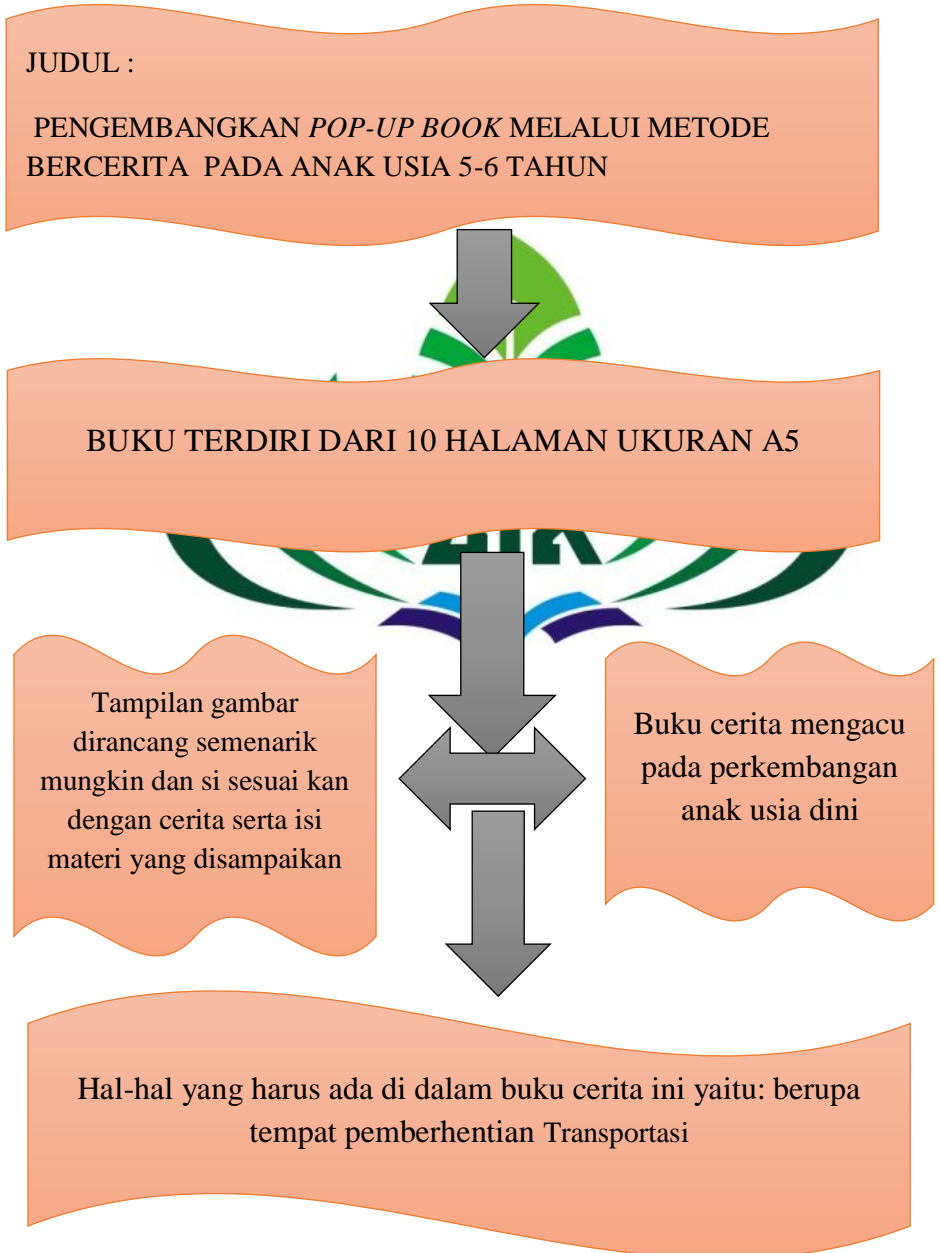 JUDUL :
PENGEMBANGKAN POP-UP BOOK MELALUI METODE
BERCERITA PADA ANAK USIA 5-6 TAHUN
BUKU TERDIRI DARI 10 HALAMAN UKURAN A5
Tampilan gambar
dirancang semenarik
mungkin dan si sesuai kan
dengan cerita serta isi
materi yang disampaikan
Buku cerita mengacu
pada perkembangan
anak usia dini
Hal-hal yang harus ada di dalam buku cerita ini yaitu: berupa
tempat pemberhentian Transportasi